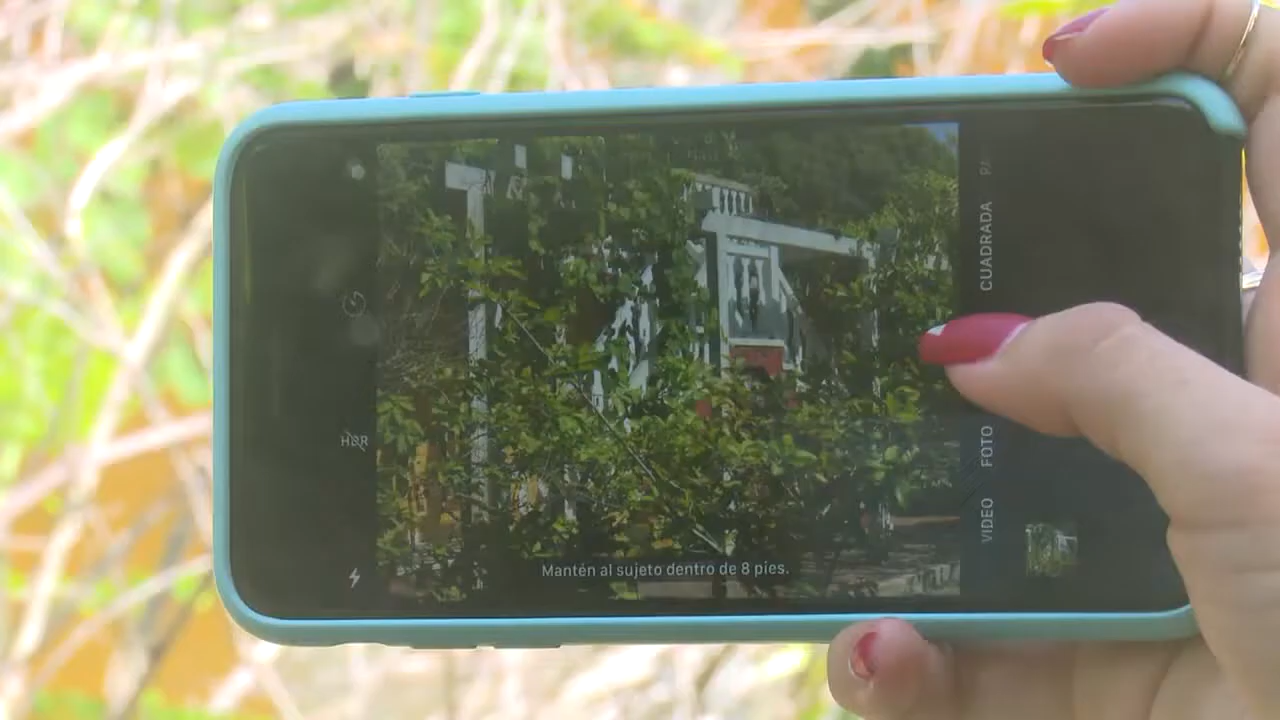 HDR
Mantén al sujeto dentro de 8 pies.
CUADRADA
FOTO
VIDEO